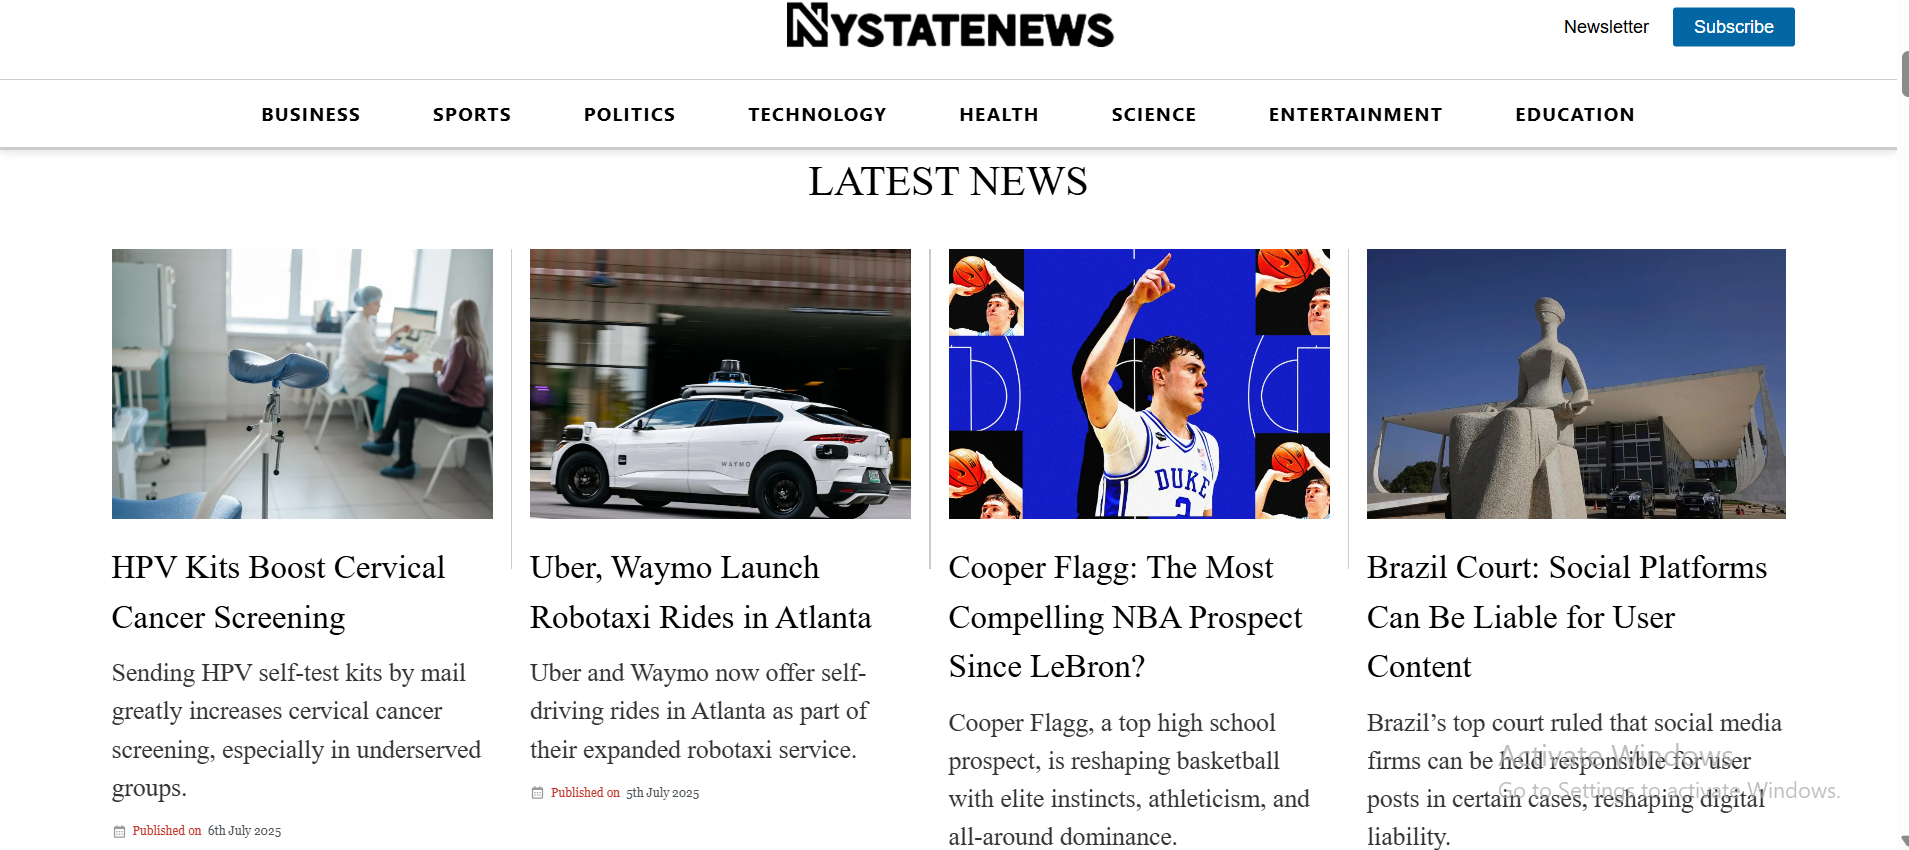 NYSTATENEWS
Newsletter
Subscribe
BUSINESS SPORTS POLITICS TECHNOLOGY HEALTH SCIENCE ENTERTAINMENT EDUCATION
LATEST NEWS
WAYMO
DUKE
2
HPV Kits Boost Cervical
Cancer Screening
Sending HPV self-test kits by mail
greatly increases cervical cancer
screening, especially in underserved
groups.
Published on 6th July 2025
Uber, Waymo Launch
Robotaxi Rides in Atlanta
Uber and Waymo now offer self-
driving rides in Atlanta as part of
their expanded robotaxi service.
Published on 5th July 2025
Cooper Flagg: The Most
Compelling NBA Prospect
Since LeBron?
Cooper Flagg, a top high school
prospect, is reshaping basketball
with elite instincts, athleticism, and
all-around dominance.
Brazil Court: Social Platforms
Can Be Liable for User
Content
Brazil’s top court ruled that social media
firms can be held responsible for user
posts in certain cases, reshaping digital
liability.
Activate Windows
Go to Settings to activate Windows.